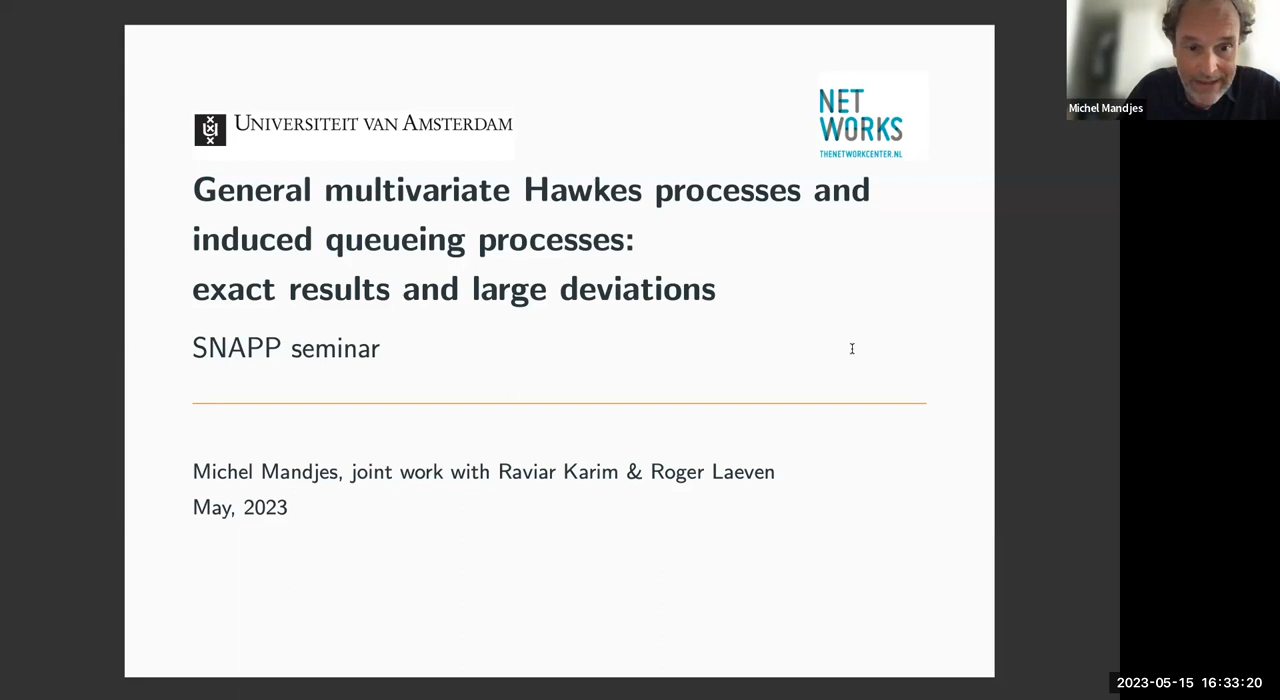 UNIVERSITEIT VAN AMSTERDAM
NET
WORKS
THENETWORKCENTER.NL
Michel Mandjes
General multivariate Hawkes processes and
induced queueing processes:
exact results and large deviations
SNAPP seminar
Michel Mandjes, joint work with Raviar Karim & Roger Laeven
May, 2023
2023-05-15 16:33:20